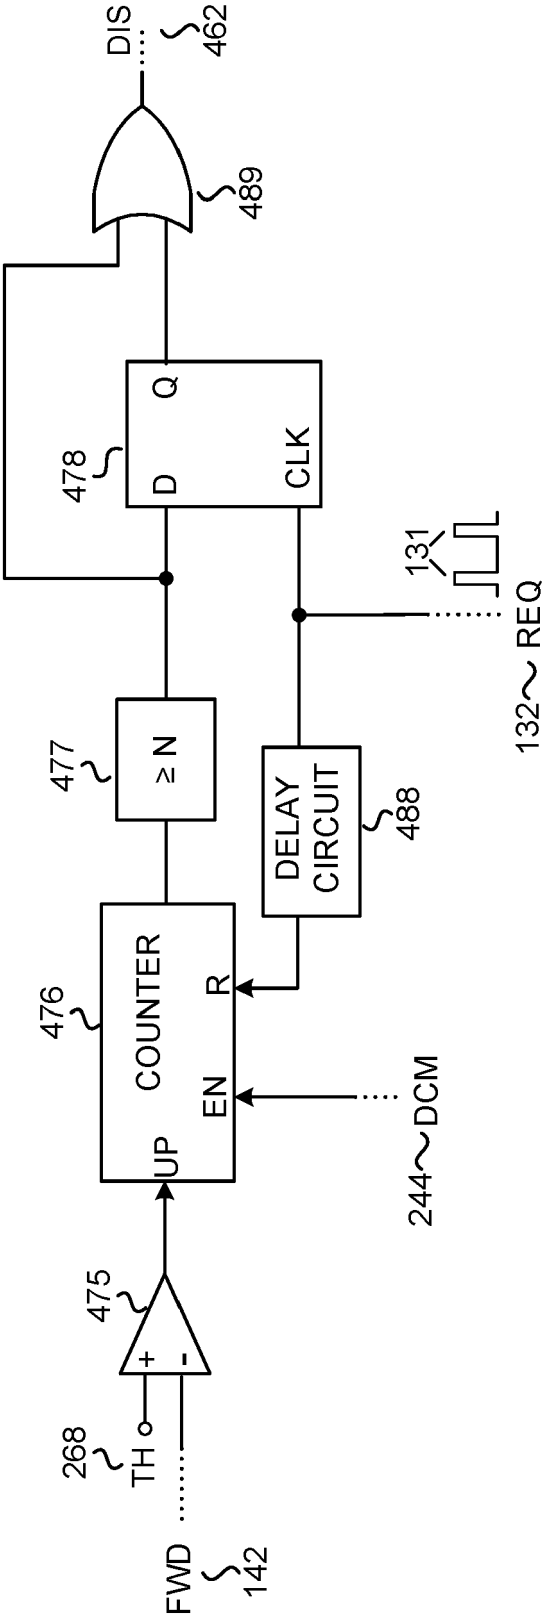 DIS
462
489
Q
478
D
CLK
131
132 REQ
477
≥ N
DELAY
CIRCUIT
488
476
COUNTER
R
EN
UP
244 DCM
475
+
-
268
TH
FWD
142